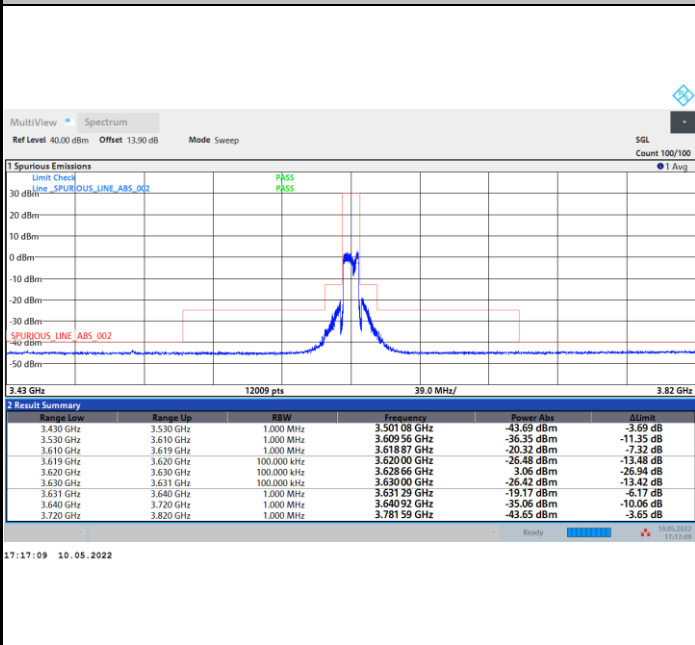 MultiView Spectrum
Ref Level 40.00 dBm Offset 13.90 dB Mode Sweep SGL
Count 100/100
1 Spurious Emissions 1 Avg
Limit Check PASS
Line _SPURIOUS_LINE_ABS_002 PASS
30 dBm
20 dBm
10 dBm
0 dBm
-10 dBm
-20 dBm
-30 dBm
_SPURIOUS_LINE_ABS_002
-40 dBm
-50 dBm
3.43 GHz 12009 pts 39.0 MHz/ 3.82 GHz
2 Result Summary
Range Low Range Up RBW Frequency Power Abs ΔLimit
3.430 GHz 3.530 GHz 1.000 MHz 3.501 08 GHz -43.69 dBm -3.69 dB
3.530 GHz 3.610 GHz 1.000 MHz 3.609 56 GHz -36.35 dBm -11.35 dB
3.610 GHz 3.619 GHz 1.000 MHz 3.618 87 GHz -20.32 dBm -7.32 dB
3.619 GHz 3.620 GHz 100.000 kHz 3.620 00 GHz -26.48 dBm -13.48 dB
3.620 GHz 3.630 GHz 100.000 kHz 3.628 66 GHz 3.06 dBm -26.94 dB
3.630 GHz 3.631 GHz 100.000 kHz 3.630 00 GHz -26.42 dBm -13.42 dB
3.631 GHz 3.640 GHz 1.000 MHz 3.631 29 GHz -19.17 dBm -6.17 dB
3.640 GHz 3.720 GHz 1.000 MHz 3.640 92 GHz -35.06 dBm -10.06 dB
3.720 GHz 3.820 GHz 1.000 MHz 3.781 59 GHz -43.65 dBm -3.65 dB
Ready 10.05.2022
17:17:09
17:17:09 10.05.2022